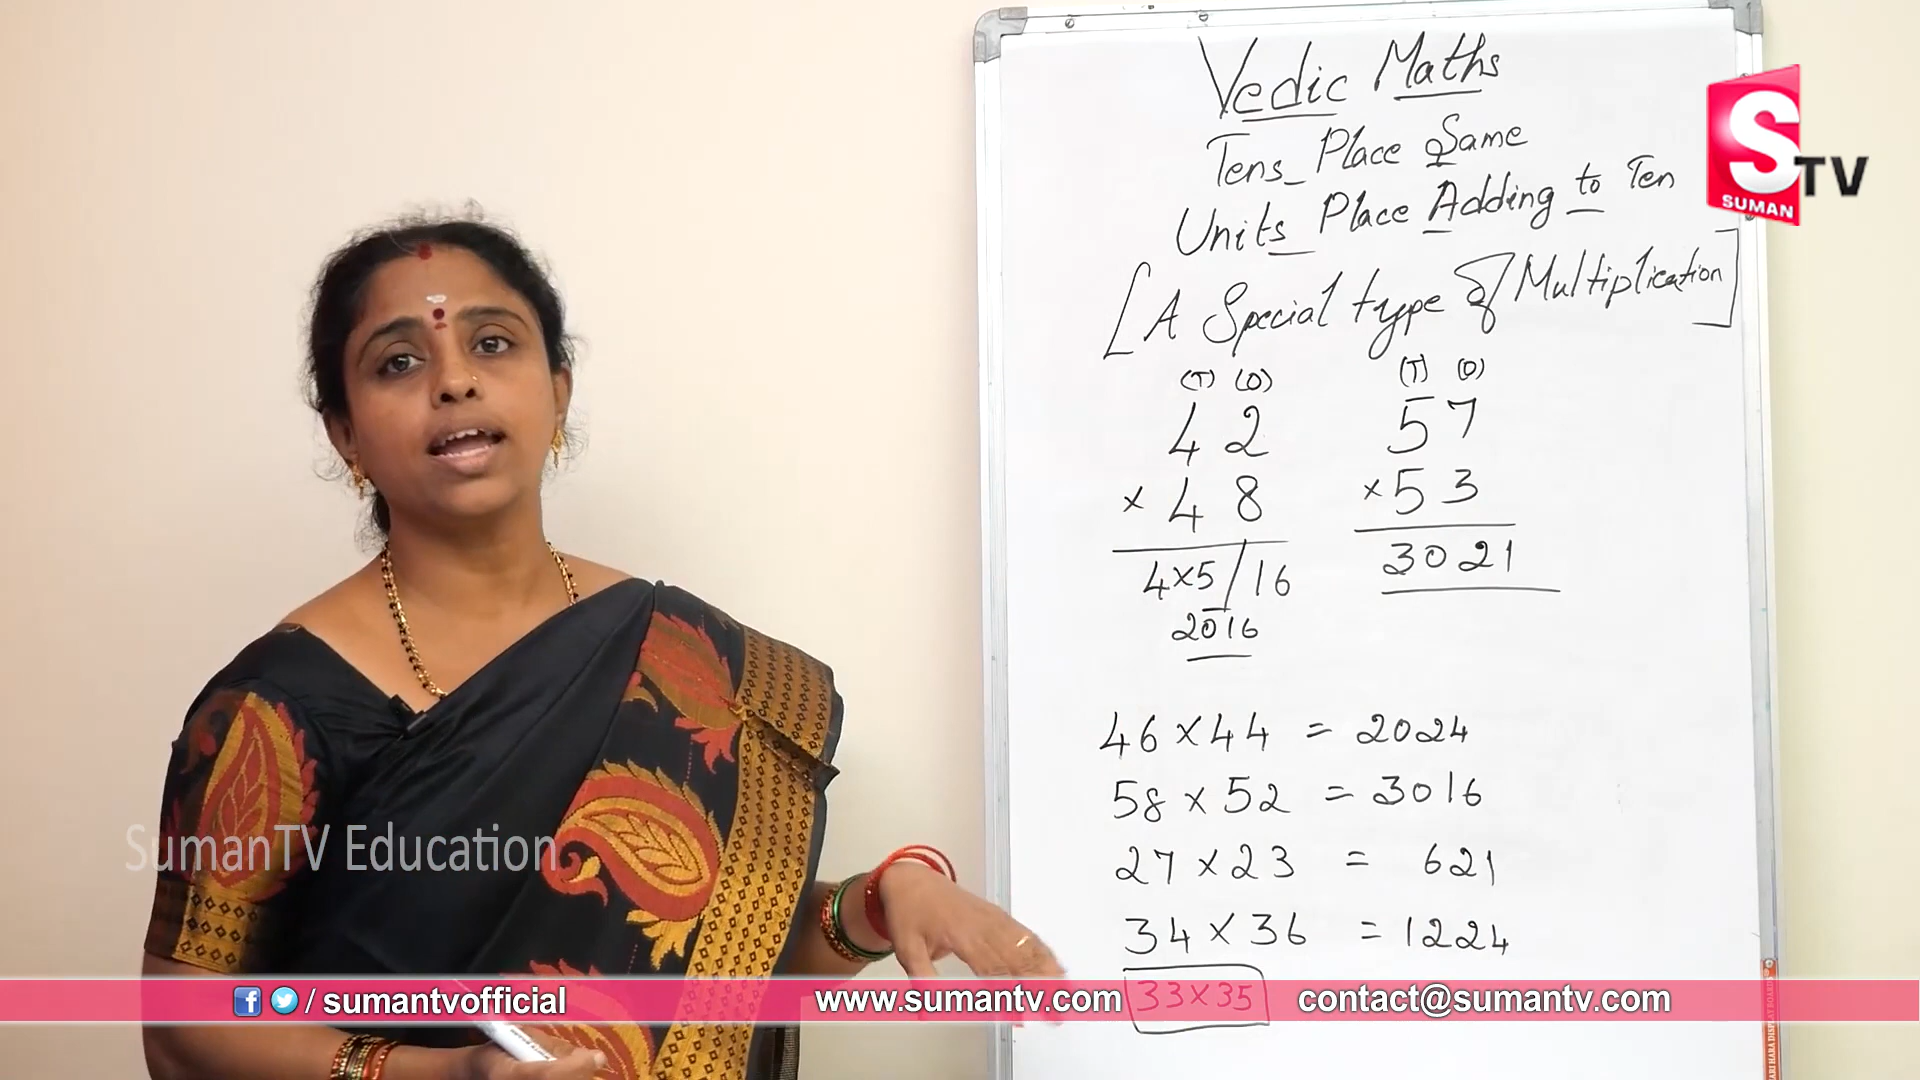 Vedic Maths
Tens Place Same
Units Place Adding to Ten
[A Special type of Multiplication]
(T) (O)
42
× 48
4×5/16
2016
(T) (O)
57
× 53
3021
46 × 44 = 2024
58 × 52 = 3016
27 × 23 = 621
34 × 36 = 1224
33×35
S TV
SUMAN
SumanTV Education
/ sumantvofficial
www.sumantv.com
contact@sumantv.com